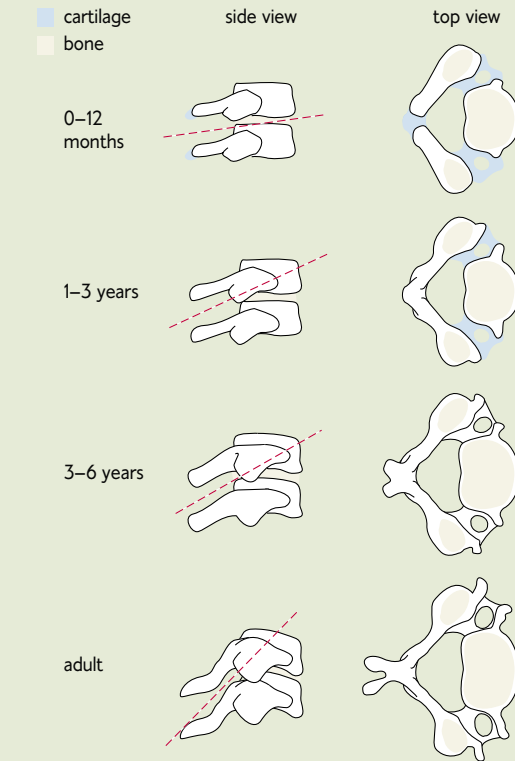 cartilage
bone
side view
top view
0–12
months
1–3 years
3–6 years
adult